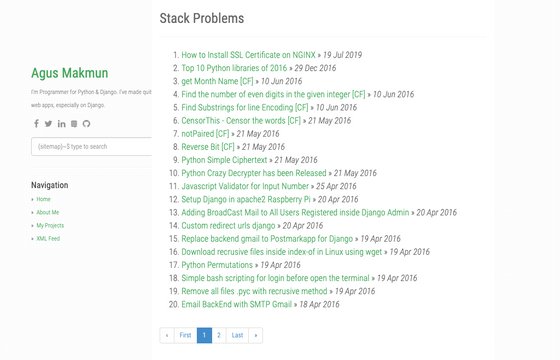 Stack Problems
Agus Makmun
I'm Programmer for Python & Django. I've made quit
web apps, especially on Django.
(sitemap)~$ type to search
Navigation
» Home
» About Me
» My Projects
» XML Feed
1. How to Install SSL Certificate on NGINX » 19 Jul 2019
2. Top 10 Python libraries of 2016 » 29 Dec 2016
3. get Month Name [CF] » 10 Jun 2016
4. Find the number of even digits in the given integer [CF] » 10 Jun 2016
5. Find Substrings for line Encoding [CF] » 10 Jun 2016
6. CensorThis - Censor the words [CF] » 21 May 2016
7. notPaired [CF] » 21 May 2016
8. Reverse Bit [CF] » 21 May 2016
9. Python Simple Ciphertext » 21 May 2016
10. Python Crazy Decrypter has been Released » 21 May 2016
11. Javascript Validator for Input Number » 25 Apr 2016
12. Setup Django in apache2 Raspberry Pi » 20 Apr 2016
13. Adding BroadCast Mail to All Users Registered inside Django Admin » 20 Apr 2016
14. Custom redirect urls django » 20 Apr 2016
15. Replace backend gmail to Postmarkapp for Django » 19 Apr 2016
16. Download recrusive files inside index-of in Linux using wget » 19 Apr 2016
17. Python Permutations » 19 Apr 2016
18. Simple bash scripting for login before open the terminal » 19 Apr 2016
19. Remove all files .pyc with recrusive method » 19 Apr 2016
20. Email BackEnd with SMTP Gmail » 18 Apr 2016
« First 1 2 Last »